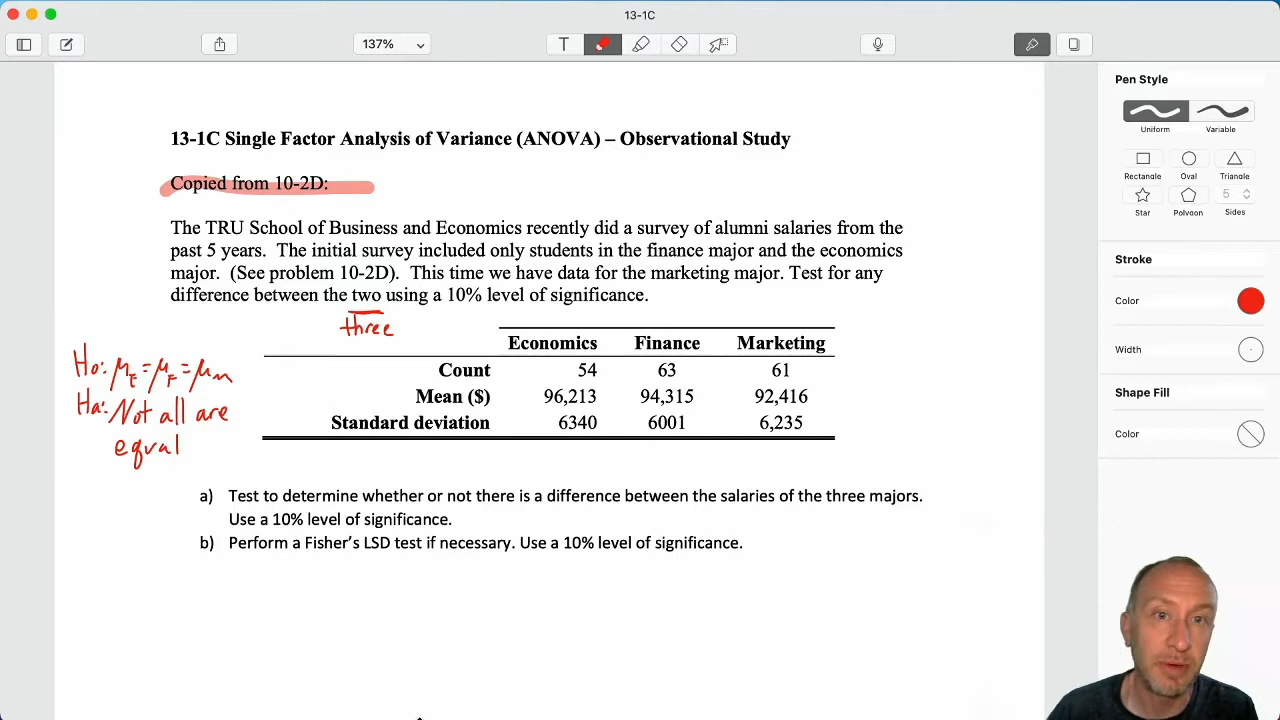 13-1C
137%
T
13-1C Single Factor Analysis of Variance (ANOVA) – Observational Study
Copied from 10-2D:
The TRU School of Business and Economics recently did a survey of alumni salaries from the
past 5 years. The initial survey included only students in the finance major and the economics
major. (See problem 10-2D). This time we have data for the marketing major. Test for any
difference between the two using a 10% level of significance.
three
Economics Finance Marketing
Count 54 63 61
Mean ($) 96,213 94,315 92,416
Standard deviation 6340 6001 6,235
Ho: μE = μF = μm
Ha: Not all are
equal
a) Test to determine whether or not there is a difference between the salaries of the three majors.
Use a 10% level of significance.
b) Perform a Fisher's LSD test if necessary. Use a 10% level of significance.
Pen Style
Uniform Variable
Rectangle Oval Triangle
Star Polygon 5 Sides
Stroke
Color
Width
Shape Fill
Color